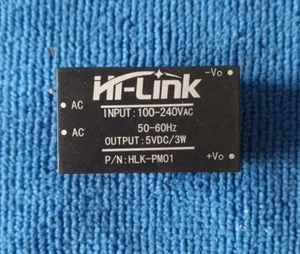 Hi-Link
-Vo
AC
INPUT: 100-240VAC
AC
50-60Hz
OUTPUT: 5VDC/3W
P/N: HLK-PM01
+Vo